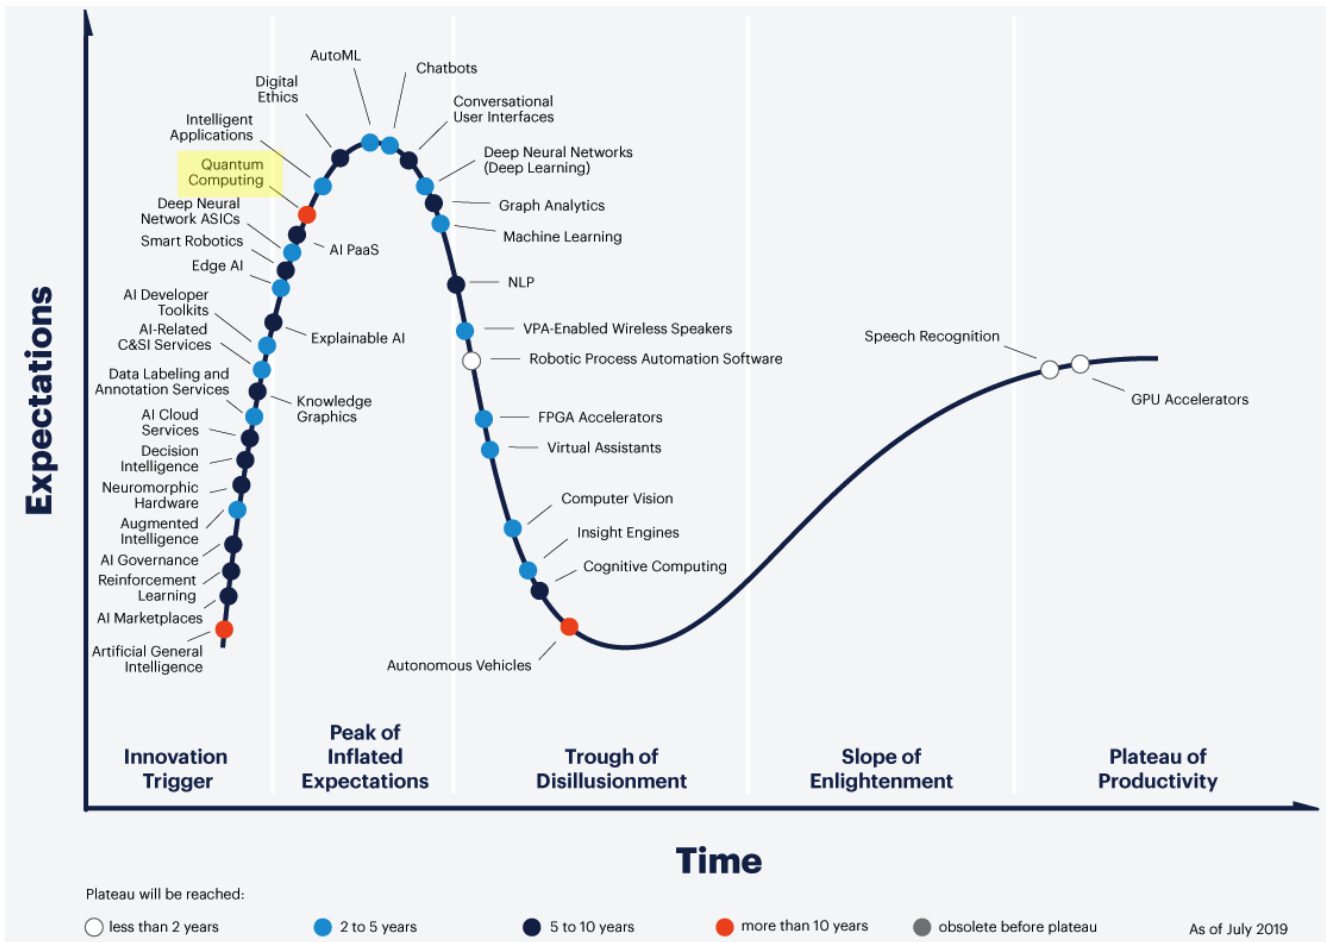 AutoML
Chatbots
Digital
Ethics
Conversational
User Interfaces
Intelligent
Applications
Deep Neural Networks
(Deep Learning)
Quantum
Computing
Graph Analytics
Deep Neural
Network ASICs
Machine Learning
Smart Robotics
AI PaaS
Edge AI
NLP
AI Developer
Toolkits
VPA-Enabled Wireless Speakers
AI-Related
C&SI Services
Explainable AI
Speech Recognition
Robotic Process Automation Software
Data Labeling and
Annotation Services
Knowledge
Graphics
GPU Accelerators
AI Cloud
Services
FPGA Accelerators
Decision
Intelligence
Virtual Assistants
Neuromorphic
Hardware
Computer Vision
Augmented
Intelligence
Insight Engines
AI Governance
Cognitive Computing
Reinforcement
Learning
AI Marketplaces
Artificial General
Intelligence
Autonomous Vehicles
Expectations
Innovation
Trigger
Peak of
Inflated
Expectations
Trough of
Disillusionment
Slope of
Enlightenment
Plateau of
Productivity
Time
Plateau will be reached:
less than 2 years
2 to 5 years
5 to 10 years
more than 10 years
obsolete before plateau
As of July 2019